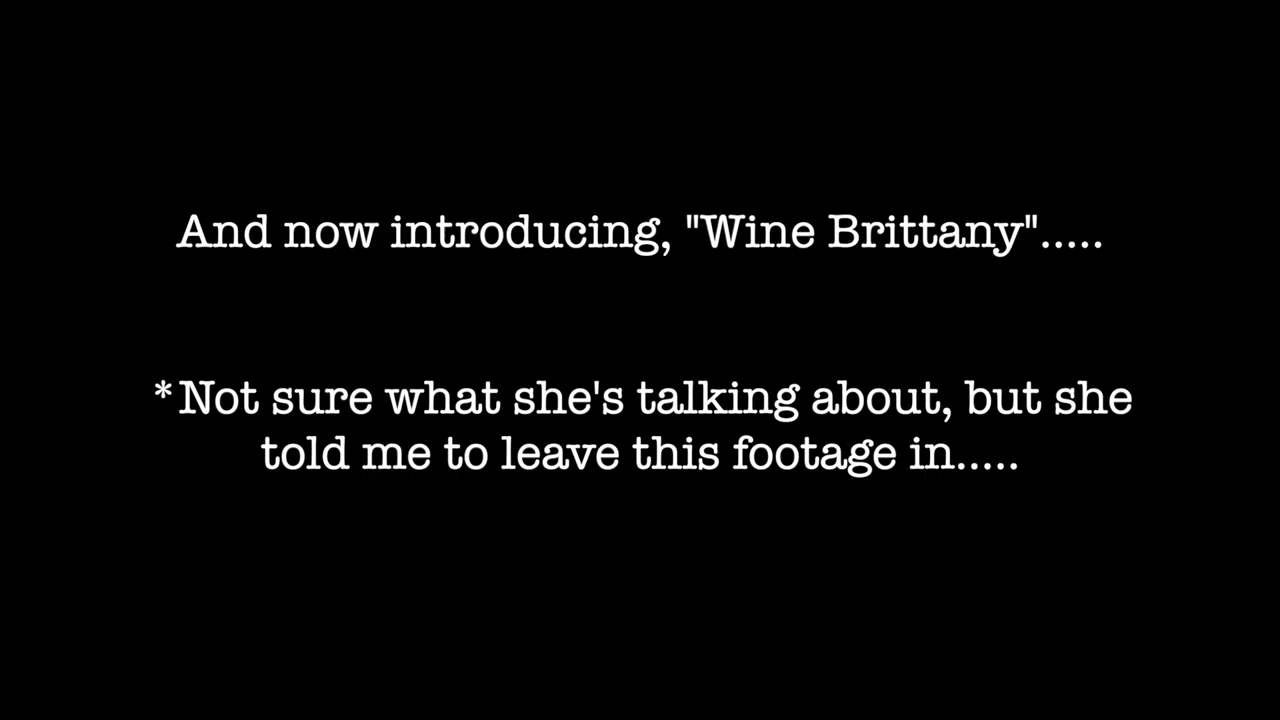 And now introducing, "Wine Brittany".....
*Not sure what she's talking about, but she
told me to leave this footage in.....